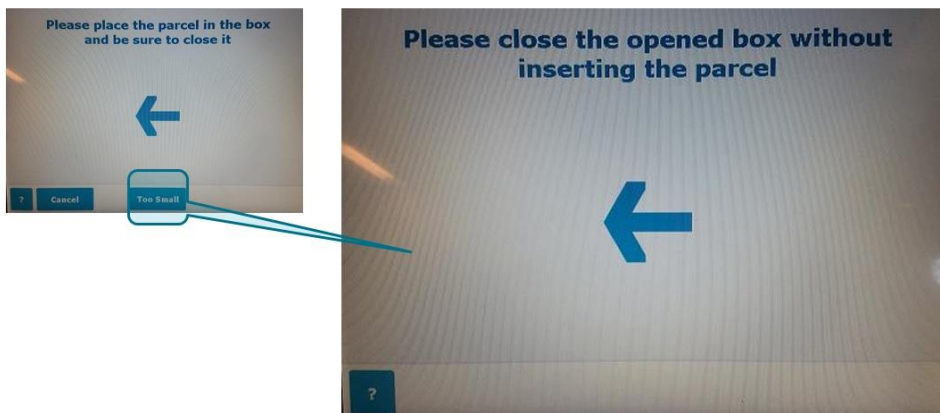 Please place the parcel in the box
and be sure to close it
?
Cancel
Too Small
Please close the opened box without
inserting the parcel
?